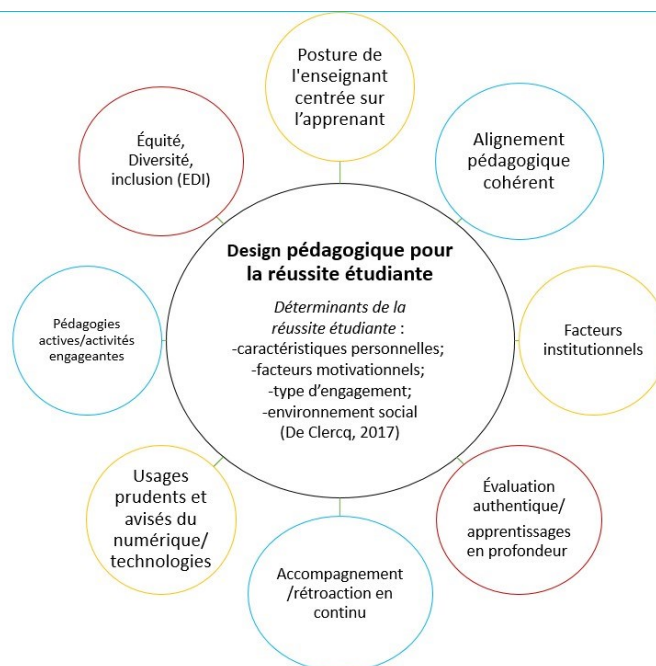 Posture de
l'enseignant
centrée sur
l’apprenant
Alignement
pédagogique
cohérent
Facteurs
institutionnels
Évaluation
authentique/
apprentissages
en profondeur
Accompagnement
/rétroaction en
continu
Usages
prudents et
avisés du
numérique/
technologies
Pédagogies
actives/activités
engageantes
Équité,
Diversité,
inclusion (EDI)
Design pédagogique pour
la réussite étudiante
Déterminants de la
réussite étudiante :
-caractéristiques personnelles;
-facteurs motivationnels;
-type d’engagement;
-environnement social
(De Clercq, 2017)